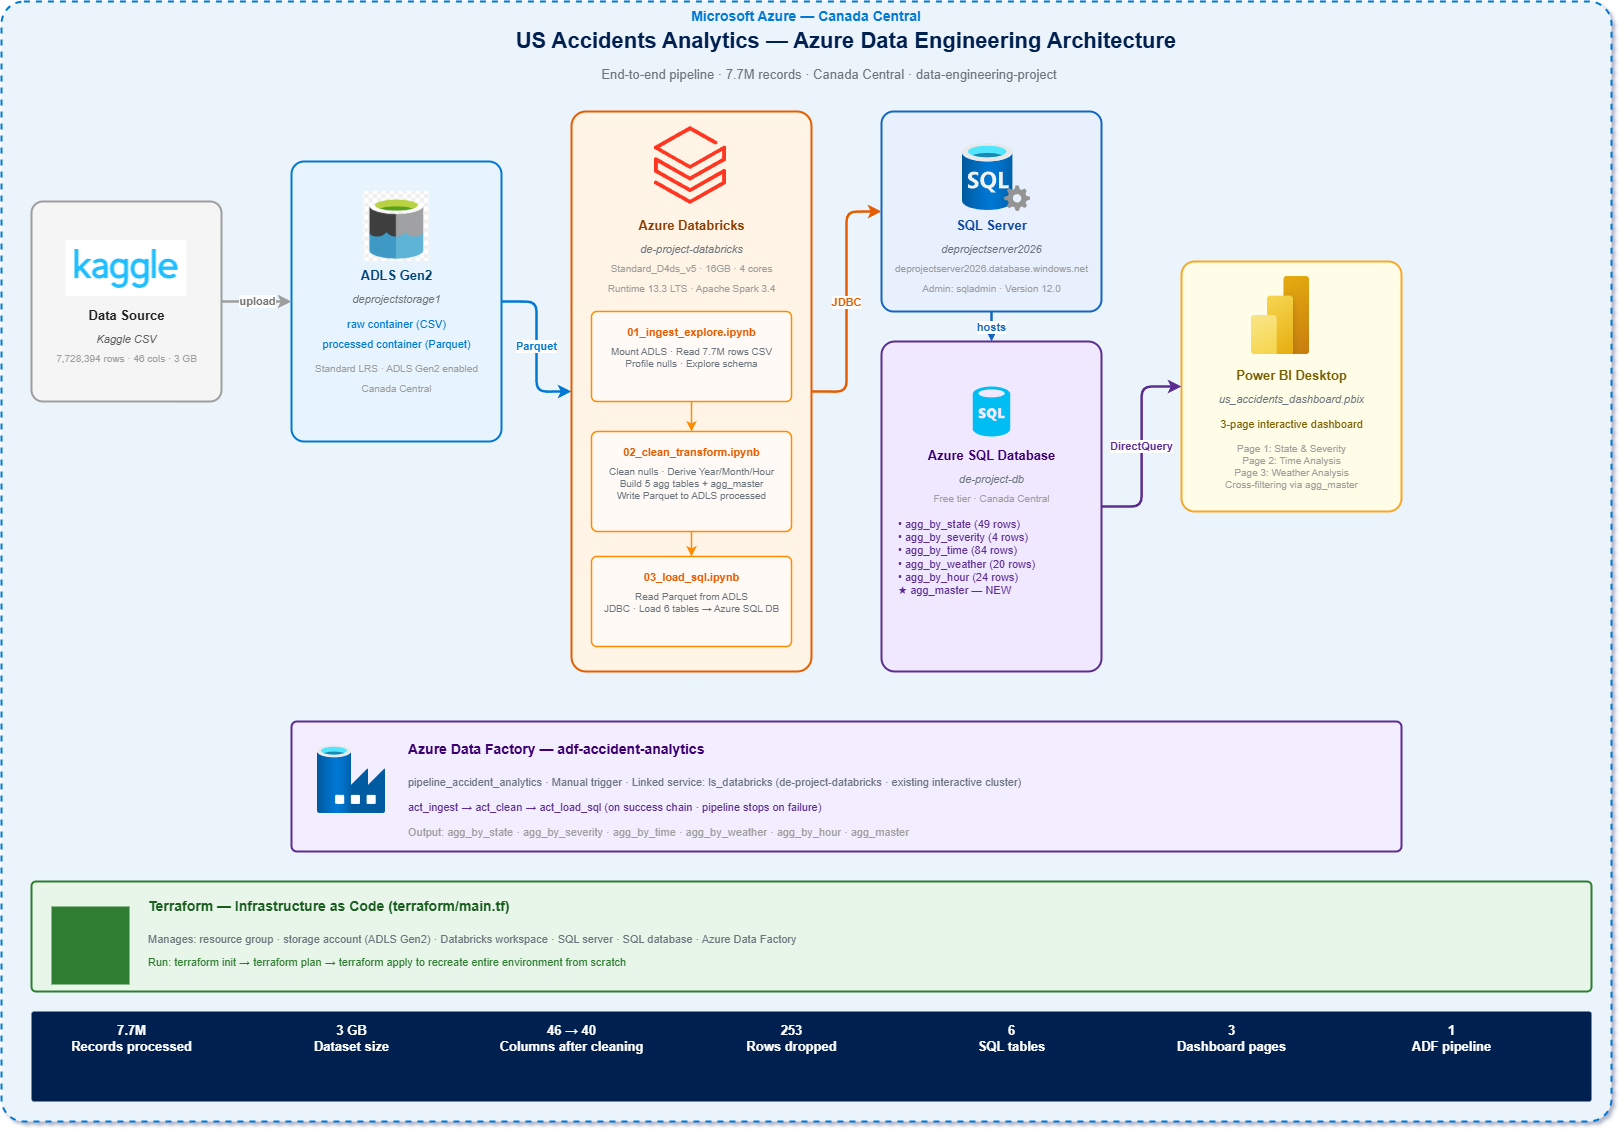 Microsoft Azure — Canada Central
US Accidents Analytics — Azure Data Engineering Architecture
End-to-end pipeline · 7.7M records · Canada Central · data-engineering-project
kaggle
Data Source
Kaggle CSV
7,728,394 rows · 46 cols · 3 GB
upload
ADLS Gen2
deprojectstorage1
raw container (CSV)
processed container (Parquet)
Standard LRS · ADLS Gen2 enabled
Canada Central
Parquet
Azure Databricks
de-project-databricks
Standard_D4ds_v5 · 16GB · 4 cores
Runtime 13.3 LTS · Apache Spark 3.4
01_ingest_explore.ipynb
Mount ADLS · Read 7.7M rows CSV
Profile nulls · Explore schema
02_clean_transform.ipynb
Clean nulls · Derive Year/Month/Hour
Build 5 agg tables + agg_master
Write Parquet to ADLS processed
03_load_sql.ipynb
Read Parquet from ADLS
JDBC · Load 6 tables → Azure SQL DB
JDBC
SQL
SQL Server
deprojectserver2026
deprojectserver2026.database.windows.net
Admin: sqladmin · Version 12.0
hosts
SQL
Azure SQL Database
de-project-db
Free tier · Canada Central
• agg_by_state (49 rows)
• agg_by_severity (4 rows)
• agg_by_time (84 rows)
• agg_by_weather (20 rows)
• agg_by_hour (24 rows)
★ agg_master — NEW
DirectQuery
Power BI Desktop
us_accidents_dashboard.pbix
3-page interactive dashboard
Page 1: State & Severity
Page 2: Time Analysis
Page 3: Weather Analysis
Cross-filtering via agg_master
Azure Data Factory — adf-accident-analytics
pipeline_accident_analytics · Manual trigger · Linked service: ls_databricks (de-project-databricks · existing interactive cluster)
act_ingest → act_clean → act_load_sql (on success chain · pipeline stops on failure)
Output: agg_by_state · agg_by_severity · agg_by_time · agg_by_weather · agg_by_hour · agg_master
Terraform — Infrastructure as Code (terraform/main.tf)
Manages: resource group · storage account (ADLS Gen2) · Databricks workspace · SQL server · SQL database · Azure Data Factory
Run: terraform init → terraform plan → terraform apply to recreate entire environment from scratch
7.7M
Records processed
3 GB
Dataset size
46 → 40
Columns after cleaning
253
Rows dropped
6
SQL tables
3
Dashboard pages
1
ADF pipeline